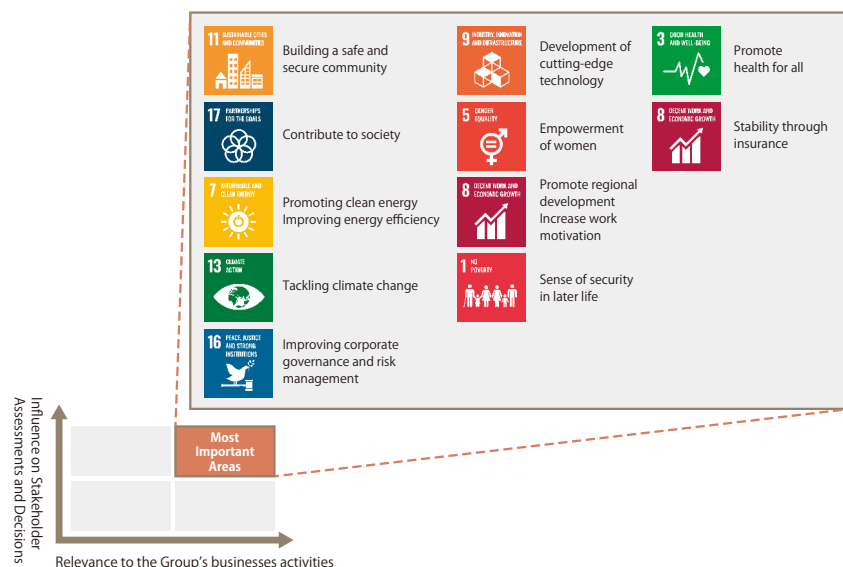 11 SUSTAINABLE CITIES
AND COMMUNITIES
Building a safe and
secure community
17 PARTNERSHIPS
FOR THE GOALS
Contribute to society
7 AFFORDABLE AND
CLEAN ENERGY
Promoting clean energy
Improving energy efficiency
13 CLIMATE
ACTION
Tackling climate change
16 PEACE, JUSTICE
AND STRONG
INSTITUTIONS
Improving corporate
governance and risk
management
9 INDUSTRY, INNOVATION
AND INFRASTRUCTURE
Development of
cutting-edge
technology
5 GENDER
EQUALITY
Empowerment
of women
8 DECENT WORK AND
ECONOMIC GROWTH
Promote regional
development
Increase work
motivation
1 NO
POVERTY
Sense of security
in later life
3 GOOD HEALTH
AND WELL-BEING
Promote
health for all
8 DECENT WORK AND
ECONOMIC GROWTH
Stability through
insurance
Influence on Stakeholder
Assessments and Decisions
Most
Important
Areas
Relevance to the Group's businesses activities